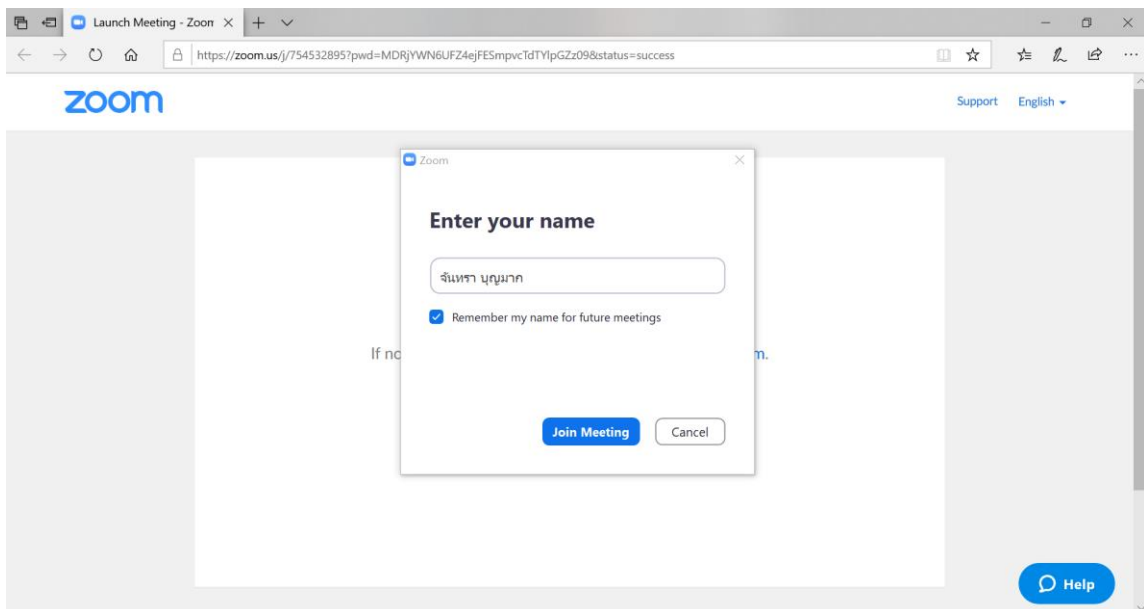 Launch Meeting - Zoom
https://zoom.us/j/754532895?pwd=MDRjYWN6UFZ4ejFESmpvcTdTYlpGZz09&status=success
zoom
Support English
Zoom
Enter your name
จันทรา บุญมาก
Remember my name for future meetings
If no
m.
Join Meeting Cancel
Help